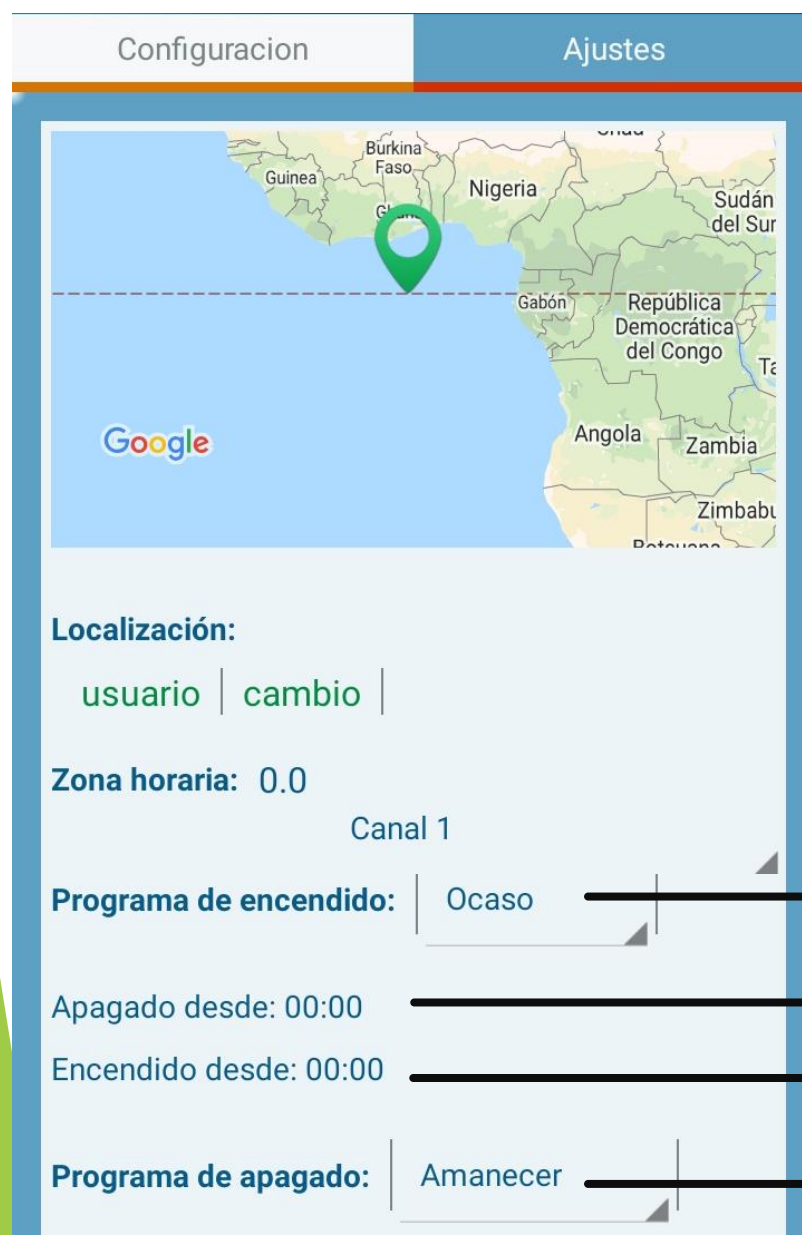 Configuracion
Ajustes
Burkina
Faso
Guinea
Nigeria
Sudán
del Sur
Gabón
República
Democrática
del Congo
Angola
Zambia
Google
Localización:
usuario cambio
Zona horaria: 0.0
Canal 1
Programa de encendido: Ocaso
Apagado desde: 00:00
Encendido desde: 00:00
Programa de apagado: Amanecer